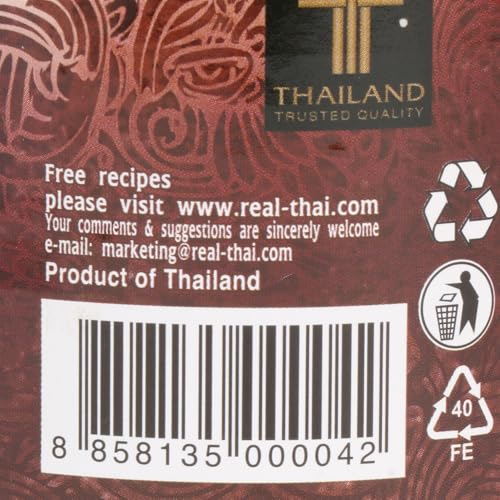 THAILAND
TRUSTED QUALITY
Free recipes
please visit www.real-thai.com
Your comments & suggestions are sincerely welcome
e-mail: marketing@real-thai.com
Product of Thailand
8 858135 000042
40
FE